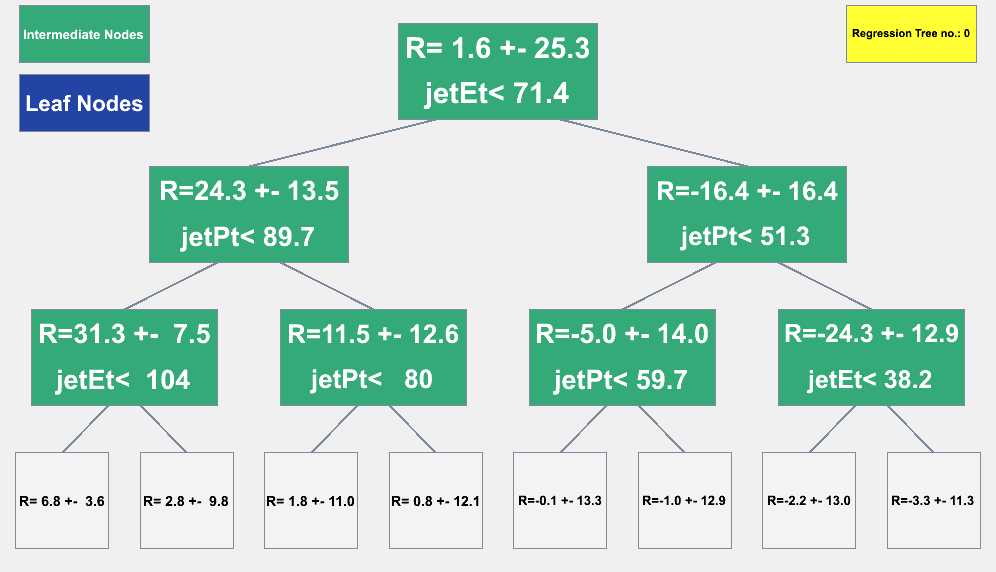 Intermediate Nodes
Leaf Nodes
Regression Tree no.: 0
R= 1.6 +- 25.3
jetEt< 71.4
R=24.3 +- 13.5
jetPt< 89.7
R=-16.4 +- 16.4
jetPt< 51.3
R=31.3 +-  7.5
jetEt<  104
R=11.5 +- 12.6
jetPt<   80
R=-5.0 +- 14.0
jetPt< 59.7
R=-24.3 +- 12.9
jetEt< 38.2
R= 6.8 +-  3.6
R= 2.8 +-  9.8
R= 1.8 +- 11.0
R= 0.8 +- 12.1
R=-0.1 +- 13.3
R=-1.0 +- 12.9
R=-2.2 +- 13.0
R=-3.3 +- 11.3